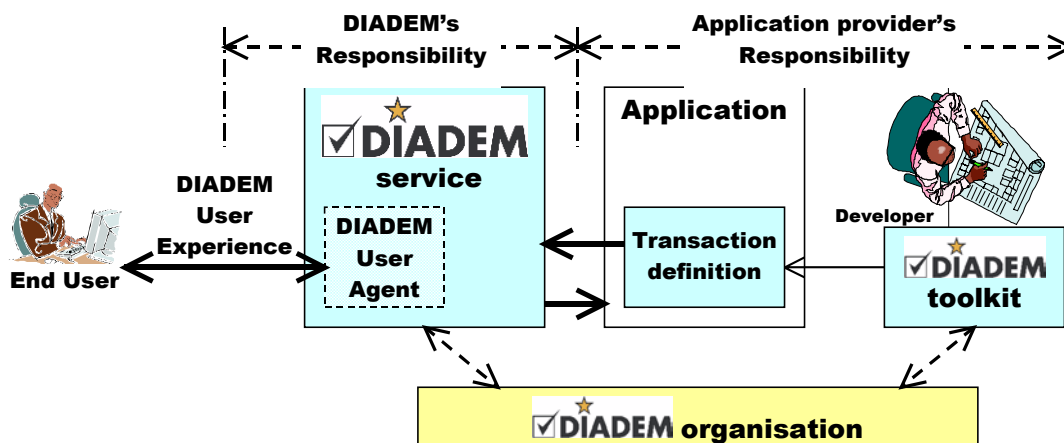 DIADEM's
Responsibility
Application provider's
Responsibility
DIADEM
service
Application
DIADEM
User
Experience
End User
DIADEM
User
Agent
Transaction
definition
Developer
DIADEM
toolkit
DIADEM organisation